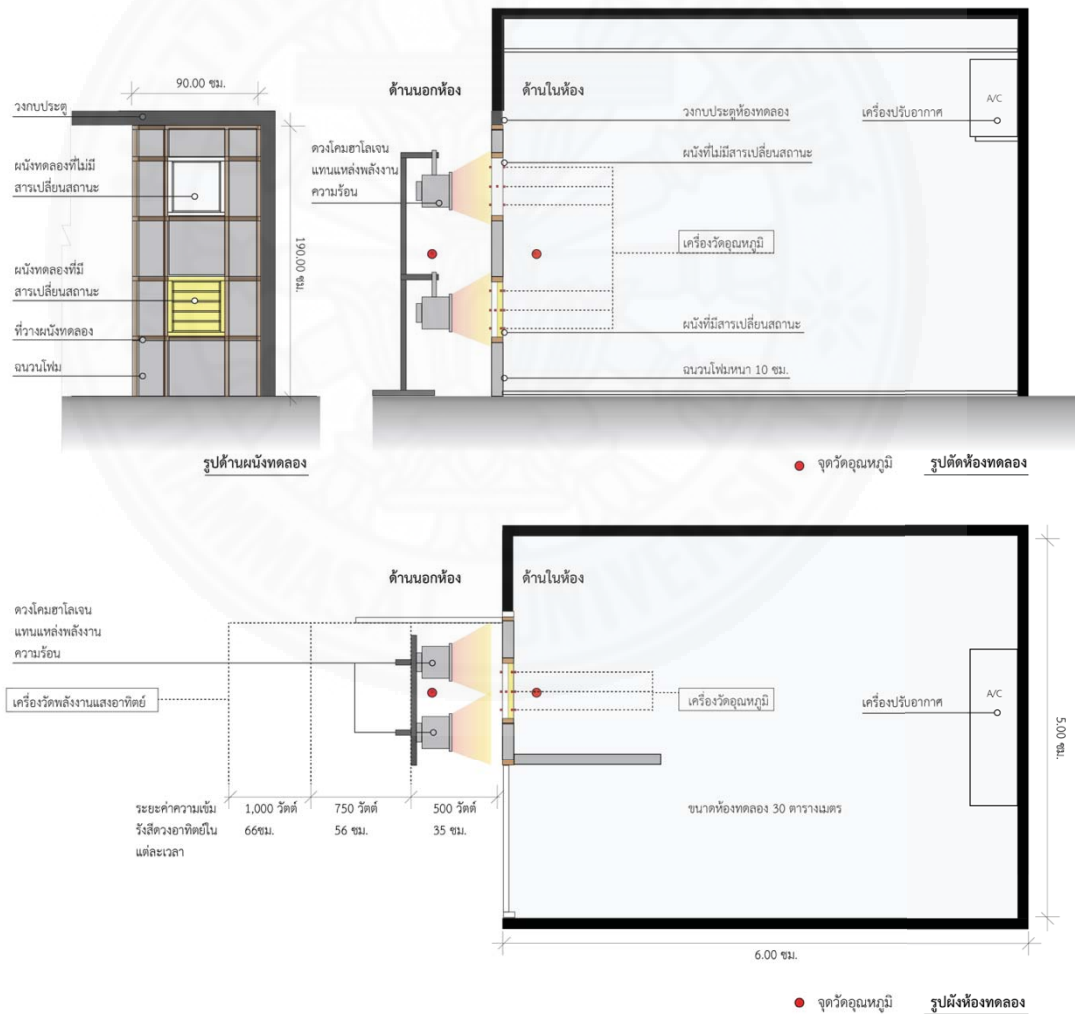 90.00 ซม.
วงกบประตู
ผนังทดลองที่ไม่มี
สารเปลี่ยนสถานะ
ผนังทดลองที่มี
สารเปลี่ยนสถานะ
ที่วางผนังทดลอง
ฉนวนโฟม
190.00 ซม.
รูปด้านผนังทดลอง
ด้านนอกห้อง
ด้านในห้อง
ดวงโคมฮาโลเจน
แทนแหล่งพลังงาน
ความร้อน
วงกบประตูห้องทดลอง
ผนังที่ไม่มีสารเปลี่ยนสถานะ
เครื่องวัดอุณหภูมิ
ผนังที่มีสารเปลี่ยนสถานะ
ฉนวนโฟมหนา 10 ซม.
เครื่องปรับอากาศ
A/C
จุดวัดอุณหภูมิ
รูปตัดห้องทดลอง
ด้านนอกห้อง
ด้านในห้อง
ดวงโคมฮาโลเจน
แทนแหล่งพลังงาน
ความร้อน
เครื่องวัดพลังงานแสงอาทิตย์
เครื่องวัดอุณหภูมิ
เครื่องปรับอากาศ
A/C
5.00 ซม.
ระยะค่าความเข้ม
รังสีดวงอาทิตย์ใน
แต่ละเวลา
1,000 วัตต์
66ซม.
750 วัตต์
56 ซม.
500 วัตต์
35 ซม.
ขนาดห้องทดลอง 30 ตารางเมตร
6.00 ซม.
จุดวัดอุณหภูมิ
รูปผังห้องทดลอง